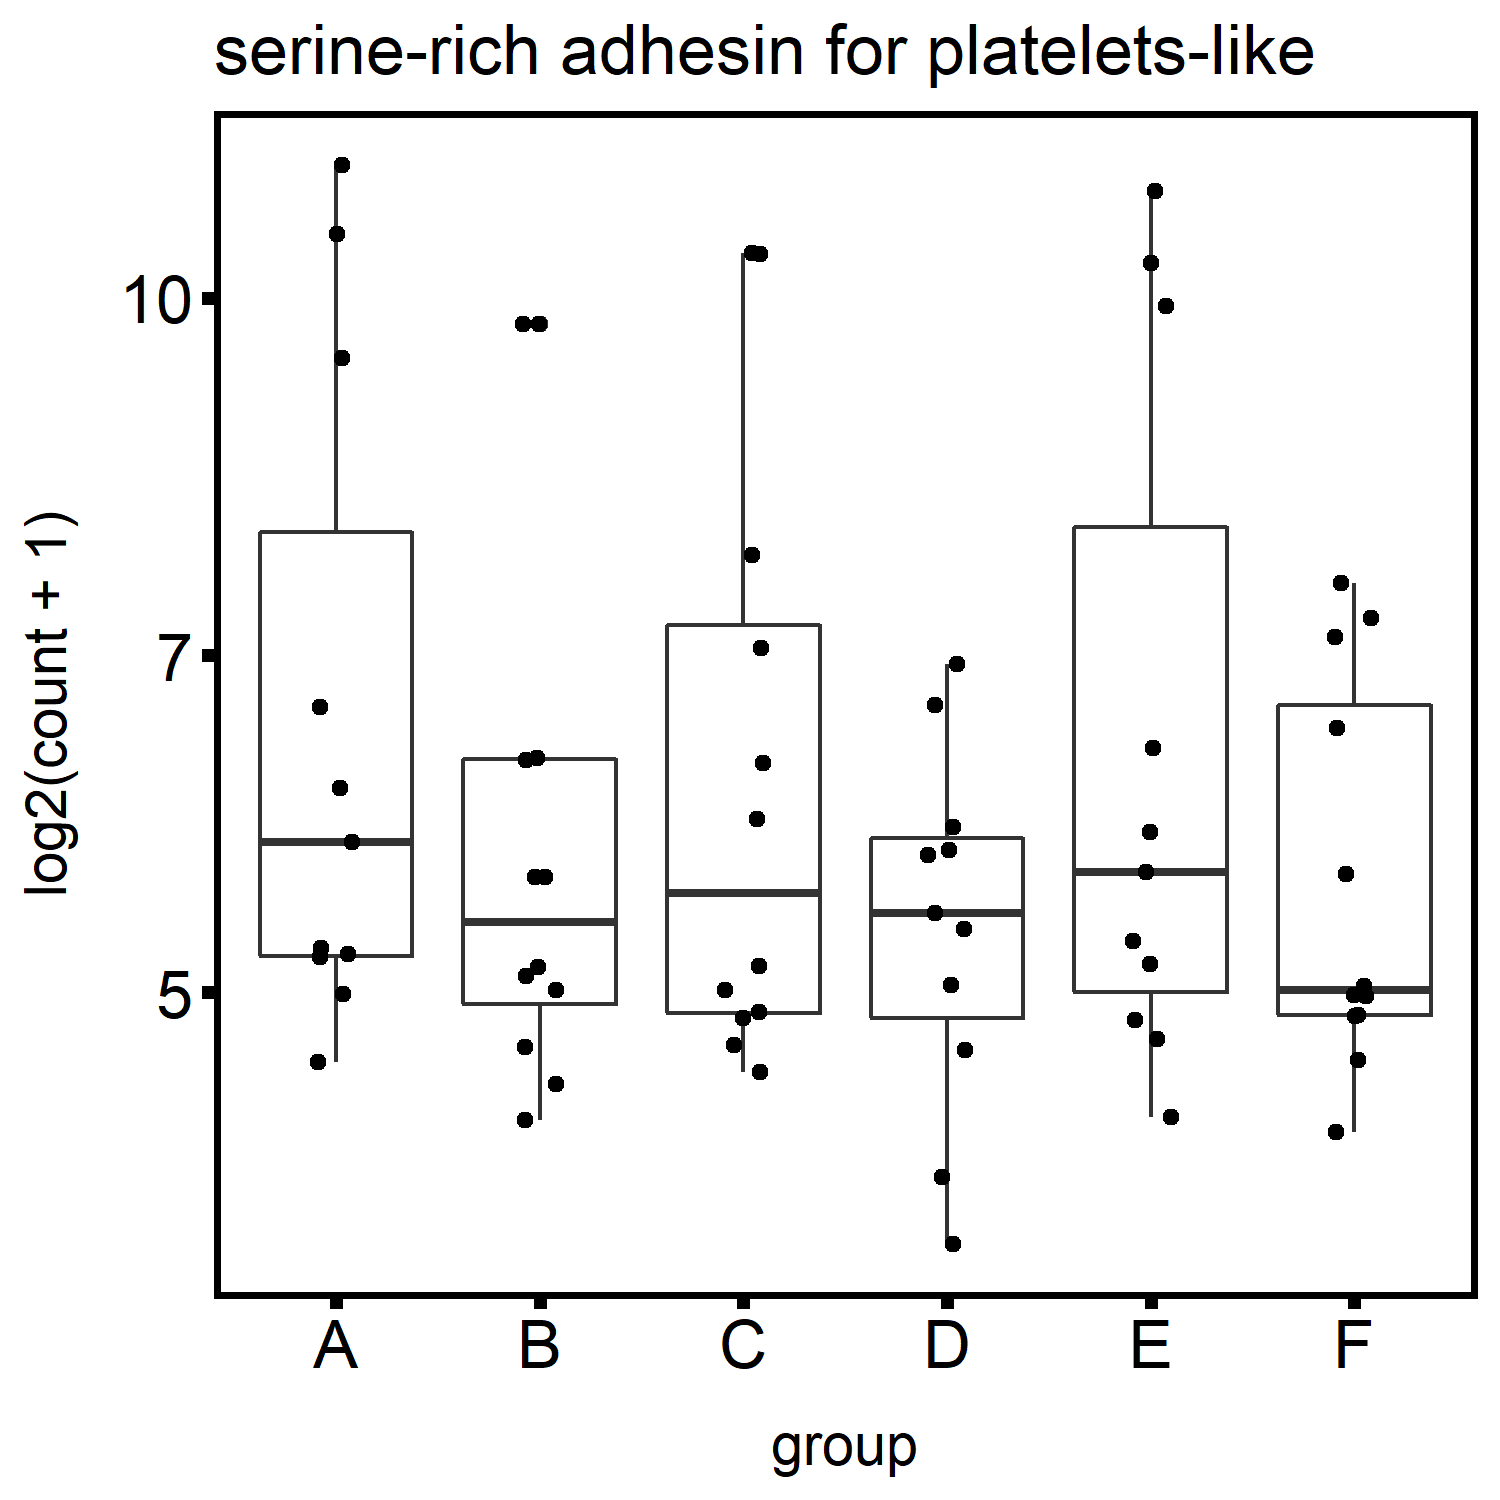 serine-rich adhesin for platelets-like
log2(count + 1)
10
7
5
A B C D E F
group